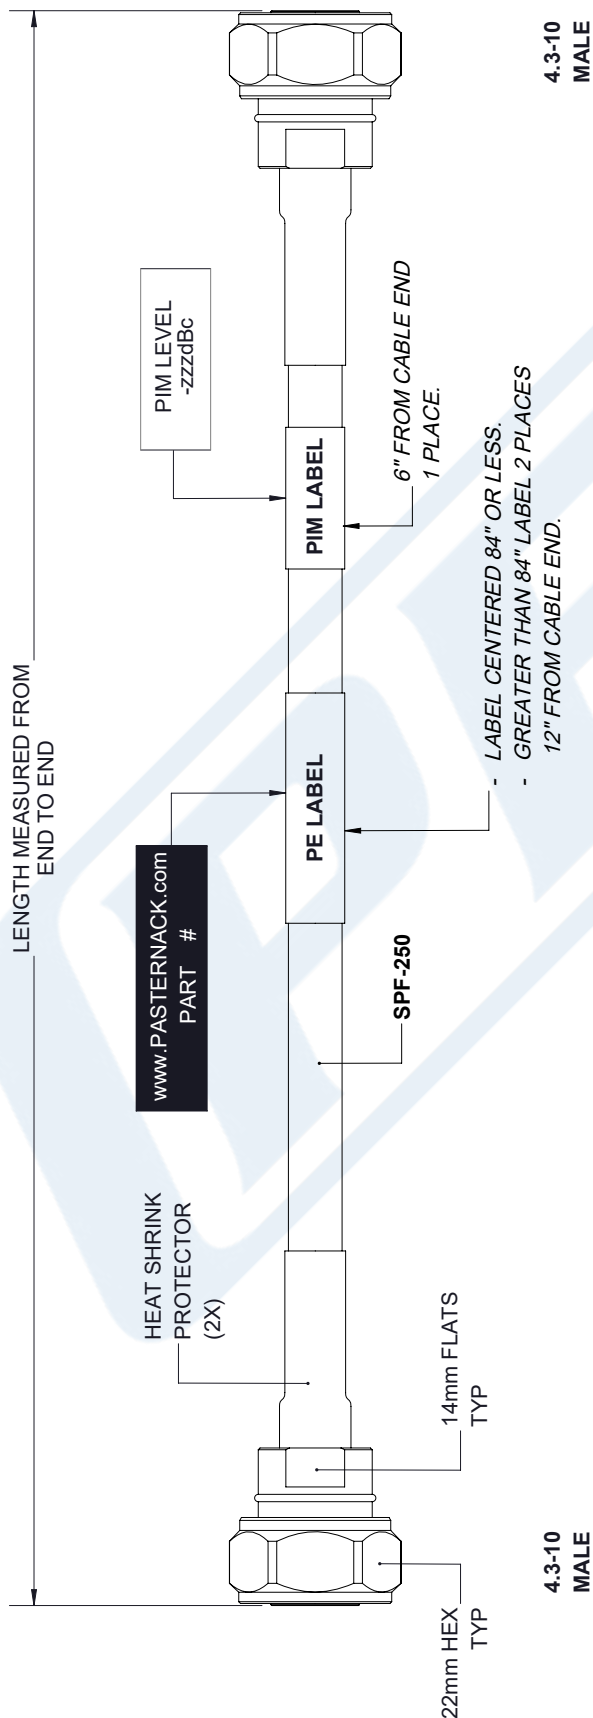 LENGTH MEASURED FROM
END TO END
HEAT SHRINK
PROTECTOR
(2X)
www.PASTERNACK.com
PART #
PIM LEVEL
-zzzdBc
PE LABEL
PIM LABEL
6" FROM CABLE END
1 PLACE.
SPF-250
- LABEL CENTERED 84" OR LESS.
- GREATER THAN 84" LABEL 2 PLACES
12" FROM CABLE END.
14mm FLATS
TYP
22mm HEX
TYP
4.3-10
MALE
4.3-10
MALE